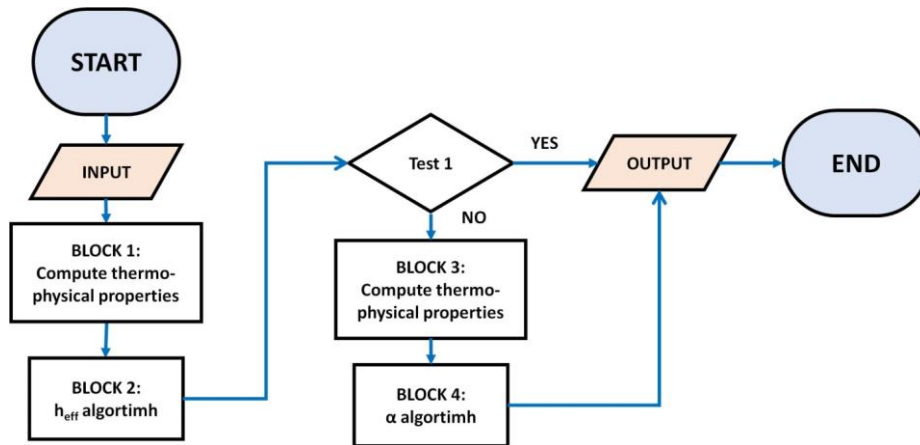 START
INPUT
BLOCK 1:
Compute thermo-
physical properties
BLOCK 2:
heff algortimh
Test 1
YES
NO
BLOCK 3:
Compute thermo-
physical properties
BLOCK 4:
α algortimh
OUTPUT
END